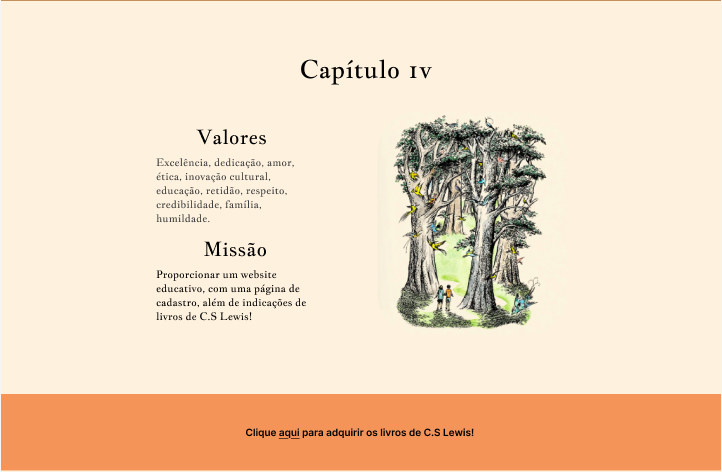 Capítulo IV
Valores
Excelência, dedicação, amor,
ética, inovação cultural,
educação, retidão, respeito,
credibilidade, família,
humildade.
Missão
Proporcionar um website
educativo, com uma página de
cadastro, além de indicações de
livros de C.S Lewis!
Clique aqui para adquirir os livros de C.S Lewis!